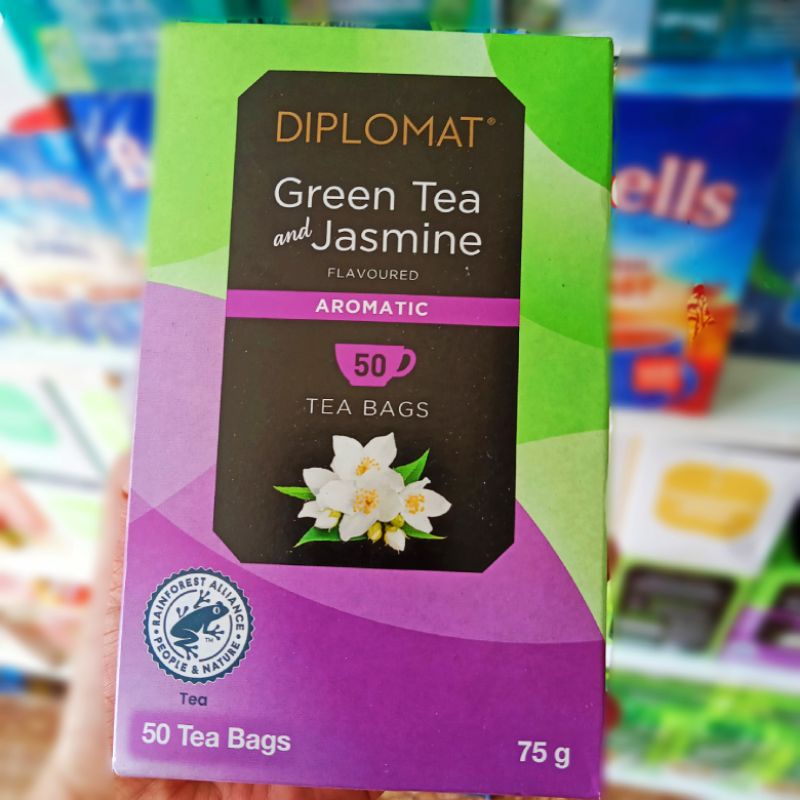 DIPLOMAT®
Green Tea
and Jasmine
FLAVOURED
AROMATIC
50
TEA BAGS
RAINFOREST ALLIANCE
PEOPLE & NATURE
TM
Tea
50 Tea Bags
75 g
ells